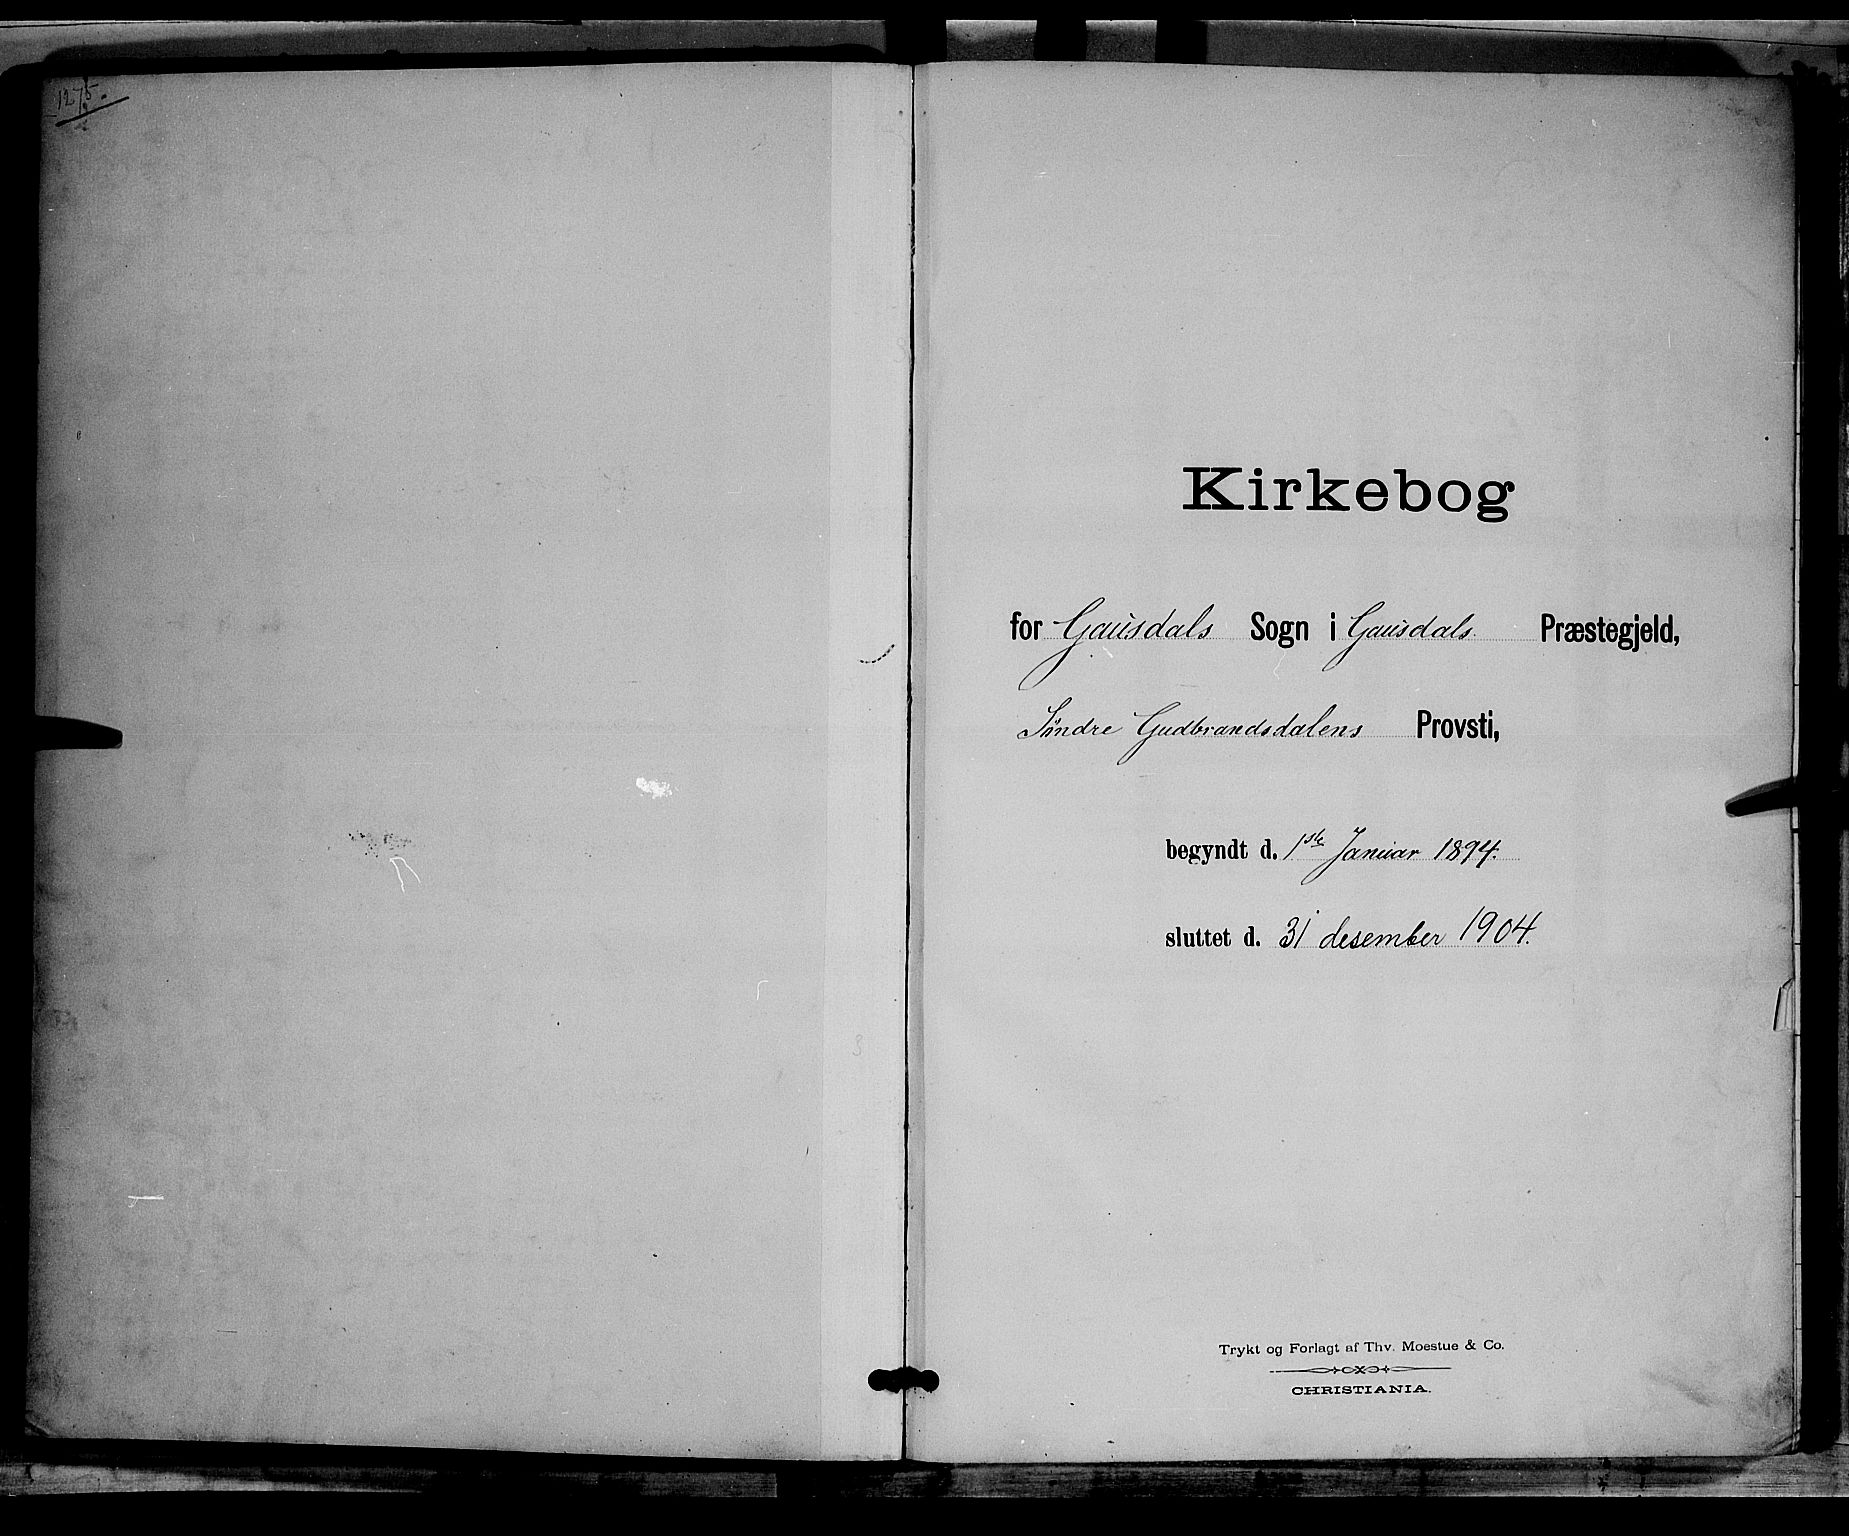 Kirkebog
for Gausdals Sogn i Gausdals Præstegjeld,
Søndre Gudbrandsdalens Provsti,
begyndt d. 1ste Januar 1894.
sluttet d. 31 desember 1904.
Trykt og Forlagt af Thv. Moestue & Co.
CHRISTIANIA.